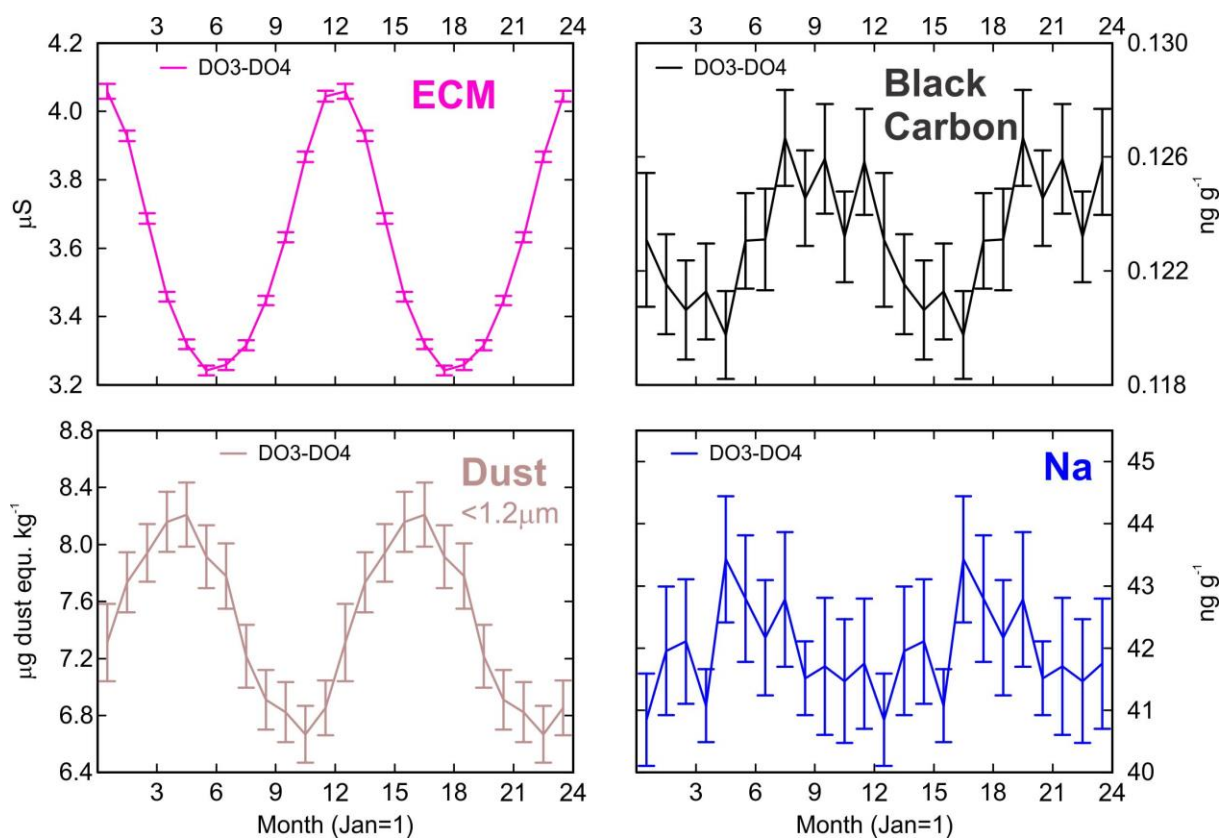 3 6 9 12 15 18 21 24
3 6 9 12 15 18 21 24
4.2
4.0
3.8
3.6
3.4
3.2
µS
DO3-DO4
ECM
DO3-DO4
Black
Carbon
0.130
0.126
0.122
0.118
ng g⁻¹
8.8
8.4
8.0
7.6
7.2
6.8
6.4
µg dust equ. kg⁻¹
DO3-DO4
Dust
<1.2µm
3 6 9 12 15 18 21 24
Month (Jan=1)
DO3-DO4
Na
45
44
43
42
41
40
ng g⁻¹
3 6 9 12 15 18 21 24
Month (Jan=1)